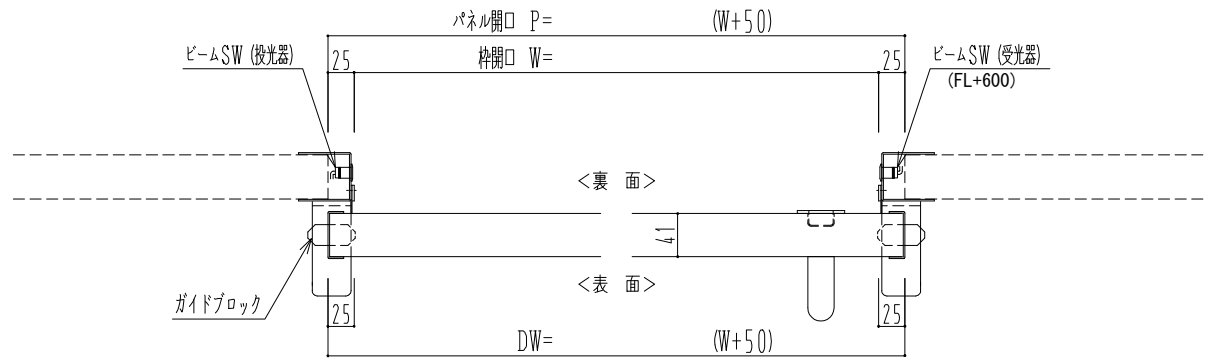 パネル開口 P= (W+50)
ビームSW (投光器)
25
枠開口 W=
25
ビームSW (受光器)
(FL+600)
<裏 面>
41
<表 面>
ガイドブロック
25
25
DW= (W+50)